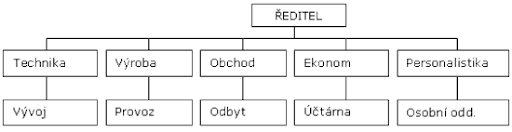 ŘEDITEL
Technika Výroba Obchod Ekonom Personalistika
Vývoj Provoz Odbyt Účtárna Osobní odd.